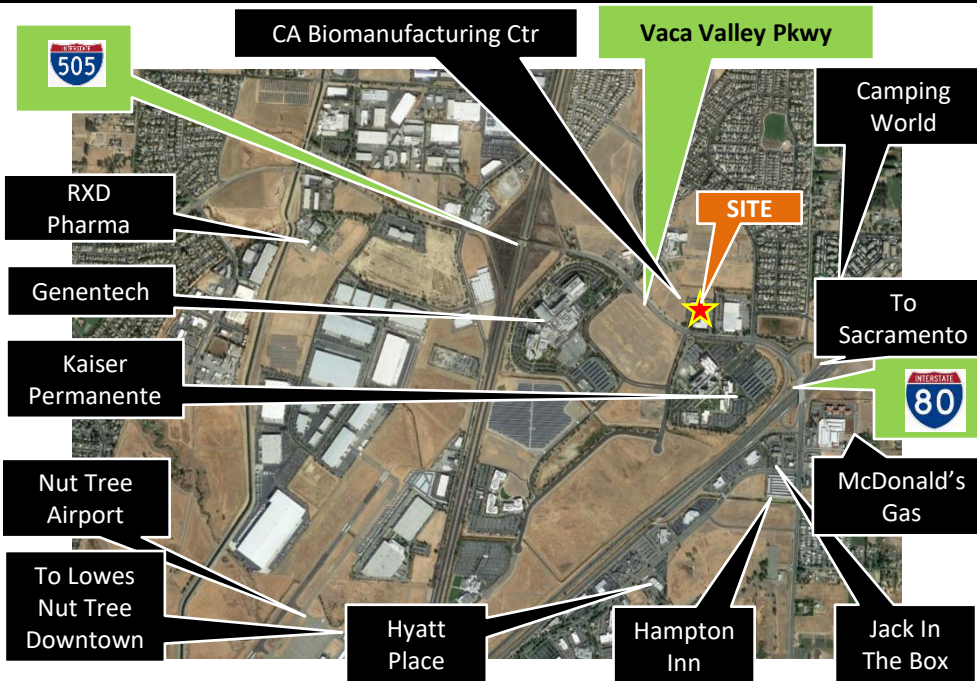 INTERSTATE
505
CA Biomanufacturing Ctr
Vaca Valley Pkwy
Camping
World
RXD
Pharma
SITE
Genentech
To
Sacramento
Kaiser
Permanente
INTERSTATE
80
Nut Tree
Airport
McDonald’s
Gas
To Lowes
Nut Tree
Downtown
Hyatt
Place
Hampton
Inn
Jack In
The Box